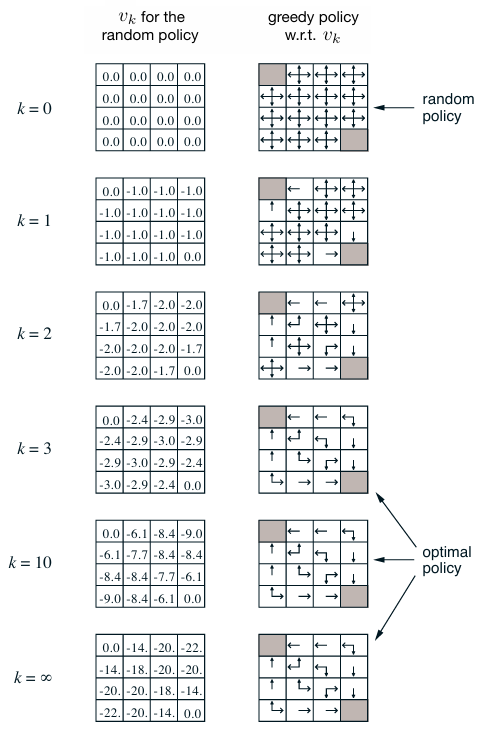 v_k for the
random policy
greedy policy
w.r.t. v_k
k = 0
0.0 0.0 0.0 0.0
0.0 0.0 0.0 0.0
0.0 0.0 0.0 0.0
0.0 0.0 0.0 0.0
random
policy
k = 1
0.0 -1.0 -1.0 -1.0
-1.0 -1.0 -1.0 -1.0
-1.0 -1.0 -1.0 -1.0
-1.0 -1.0 -1.0 0.0
k = 2
0.0 -1.7 -2.0 -2.0
-1.7 -2.0 -2.0 -2.0
-2.0 -2.0 -2.0 -1.7
-2.0 -2.0 -1.7 0.0
k = 3
0.0 -2.4 -2.9 -3.0
-2.4 -2.9 -3.0 -2.9
-2.9 -3.0 -2.9 -2.4
-3.0 -2.9 -2.4 0.0
k = 10
0.0 -6.1 -8.4 -9.0
-6.1 -7.7 -8.4 -8.4
-8.4 -8.4 -7.7 -6.1
-9.0 -8.4 -6.1 0.0
optimal
policy
k = ∞
0.0 -14. -20. -22.
-14. -18. -20. -20.
-20. -20. -18. -14.
-22. -20. -14. 0.0